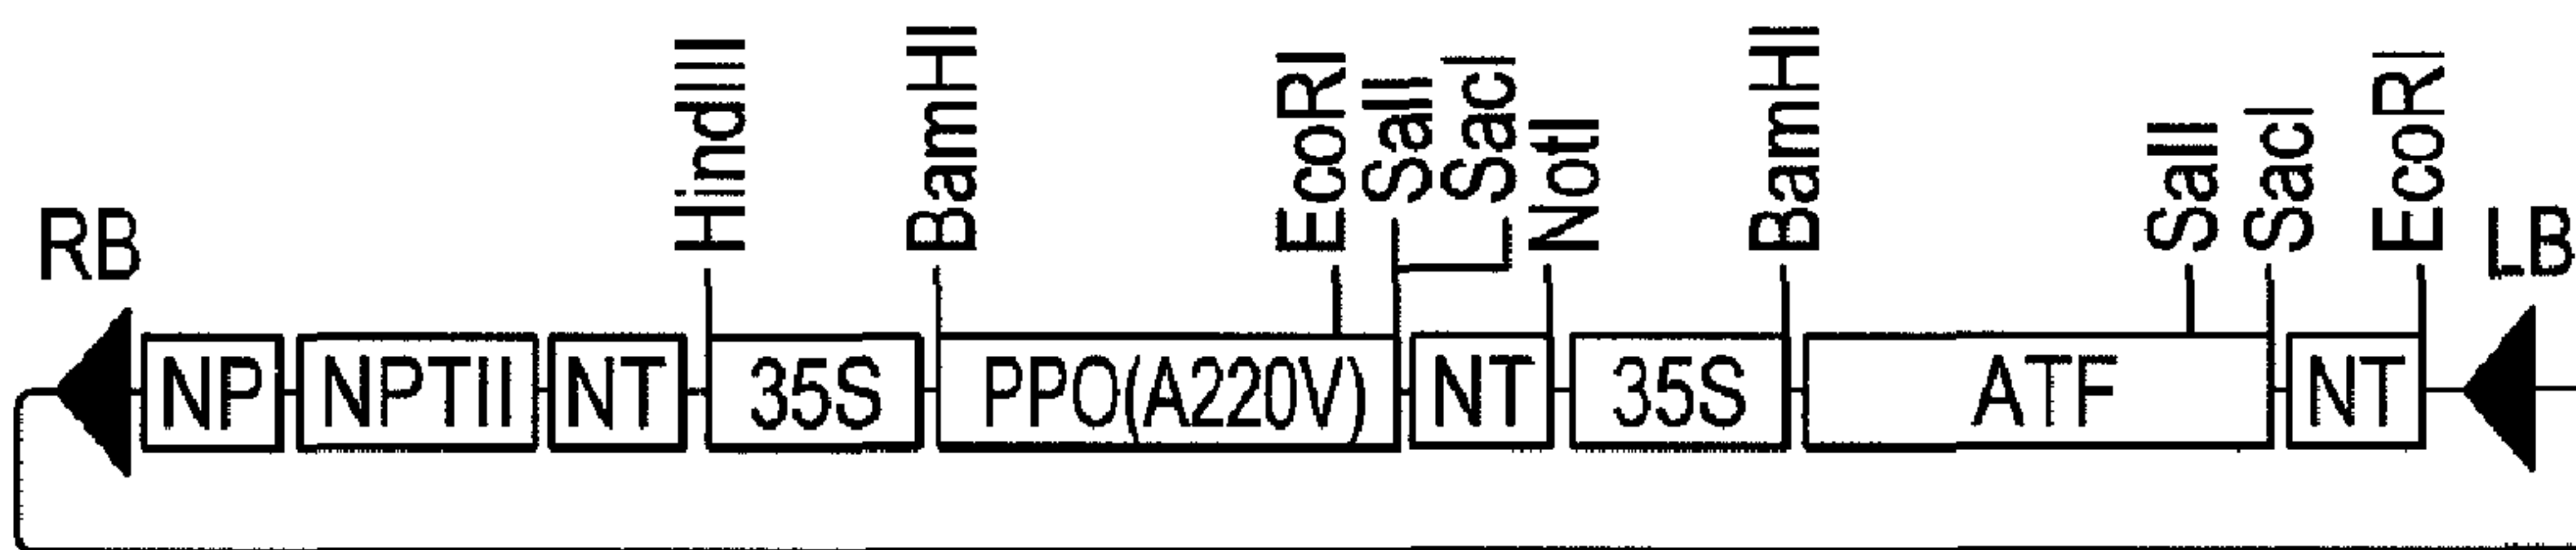 RB HindIII BamHI EcoRI SalI SacI NotI BamHI SalI SacI EcoRI LB
NP NPTII NT 35S PPO(A220V) NT 35S ATF NT